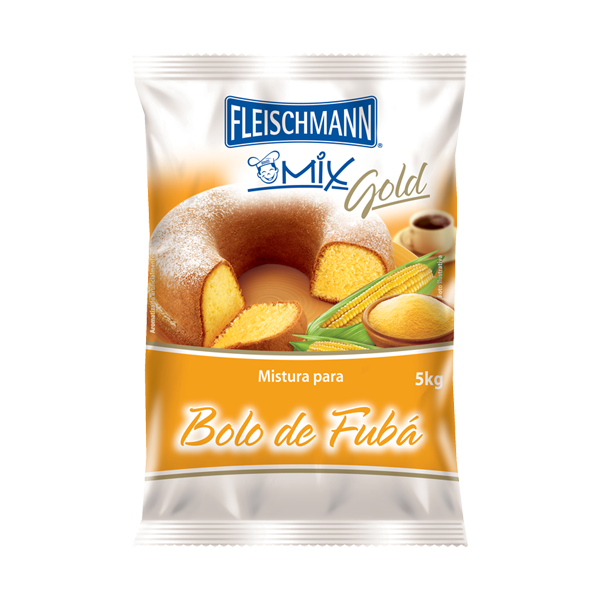 FLEISCHMANN®
MIX
Gold
Mistura para
5kg
Bolo de Fubá